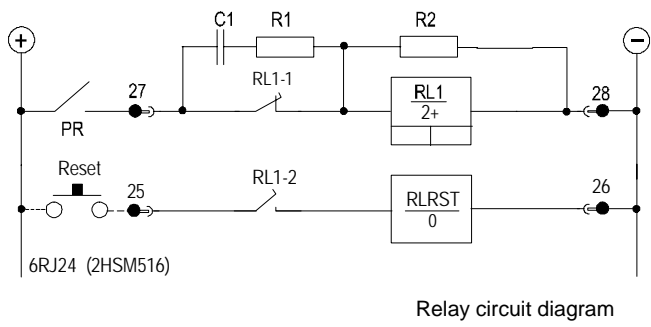 C1 R1 R2
+ −
27 RL1-1 RL1 28
2+
PR
Reset
25 RL1-2 RLRST 26
0
6RJ24 (2HSM516)
Relay circuit diagram